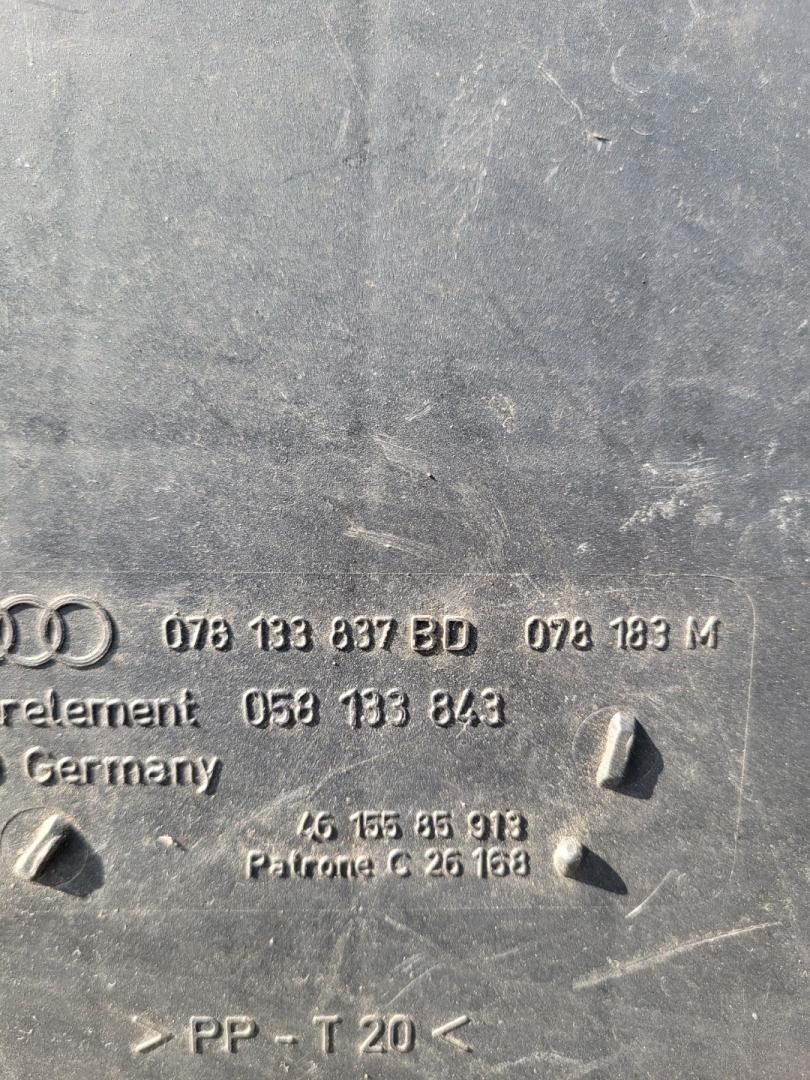 078 133 837 BD 078 183 M
relement 058 133 843
Germany
46 155 85 913
Patrone C 26 168
> PP - T 20 <